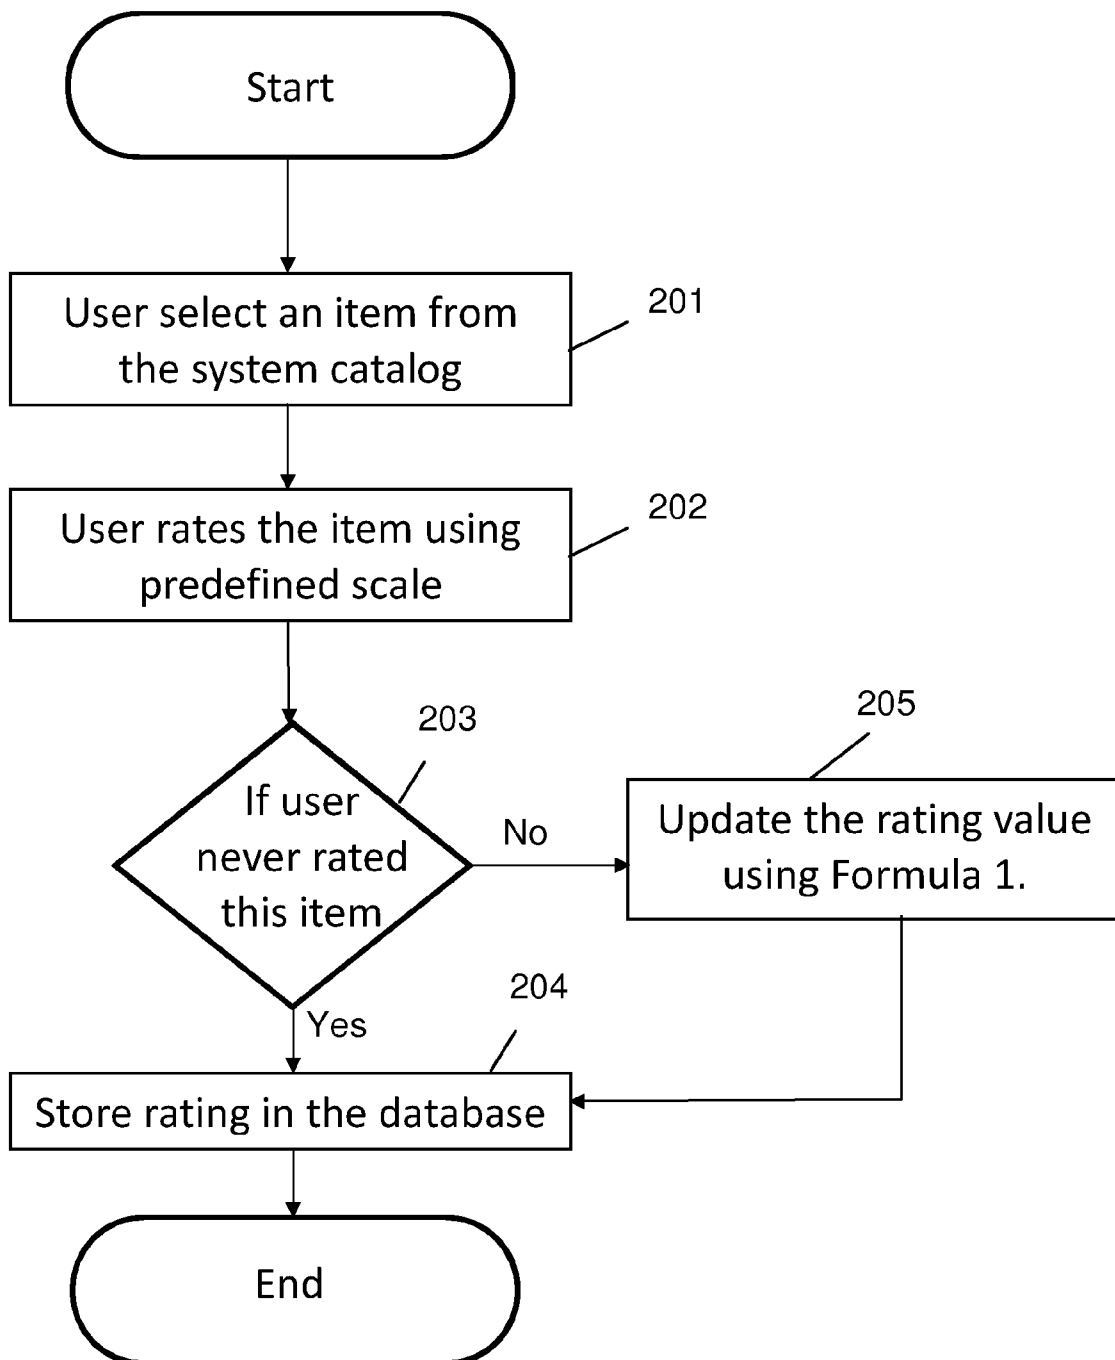 Start
User select an item from
the system catalog
201
User rates the item using
predefined scale
202
203
If user
never rated
this item
No
205
Update the rating value
using Formula 1.
Yes
204
Store rating in the database
End